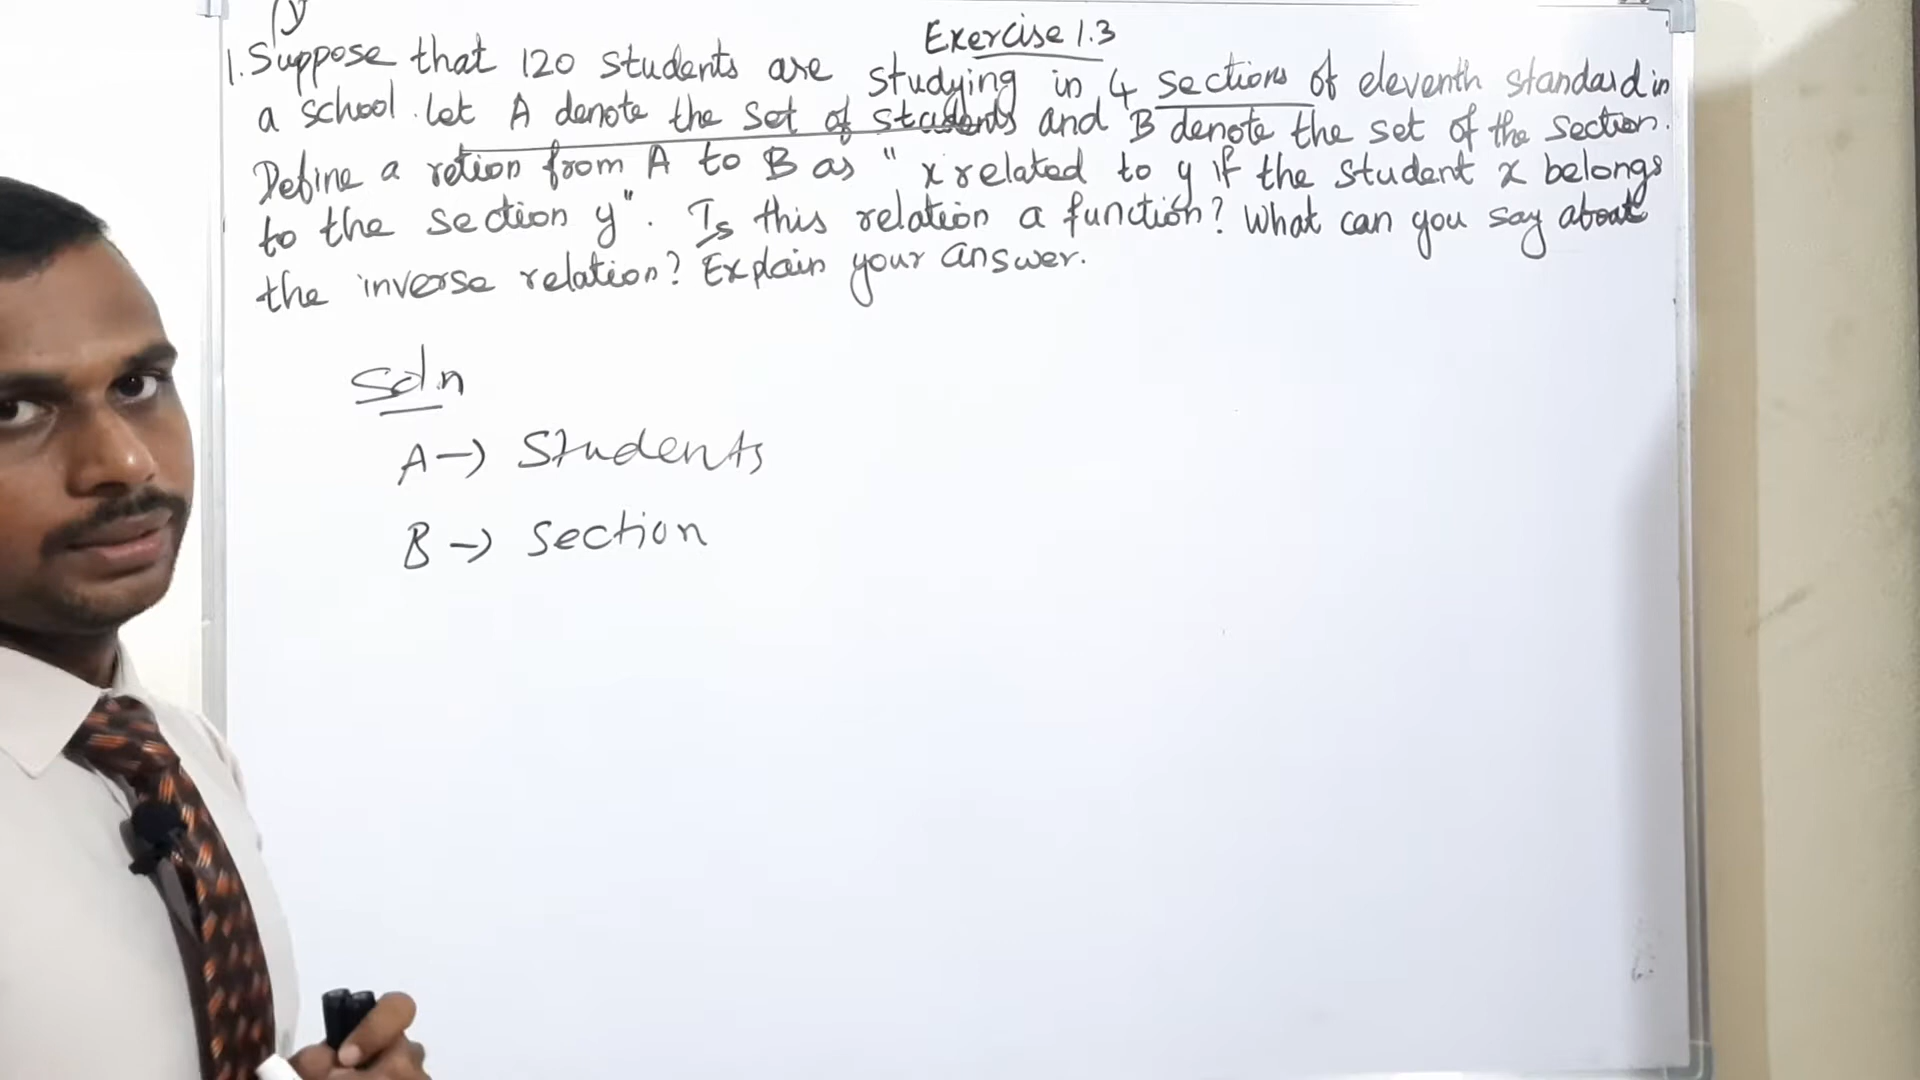 y
Exercise 1.3
1. Suppose that 120 students are studying in 4 sections of eleventh standard in
a school. Let A denote the set of students and B denote the set of the section.
Define a retion from A to B as " x related to y if the student x belongs
to the section y". Is this relation a function? What can you say about
the inverse relation? Explain your answer.
Soln
A → Students
B → Section